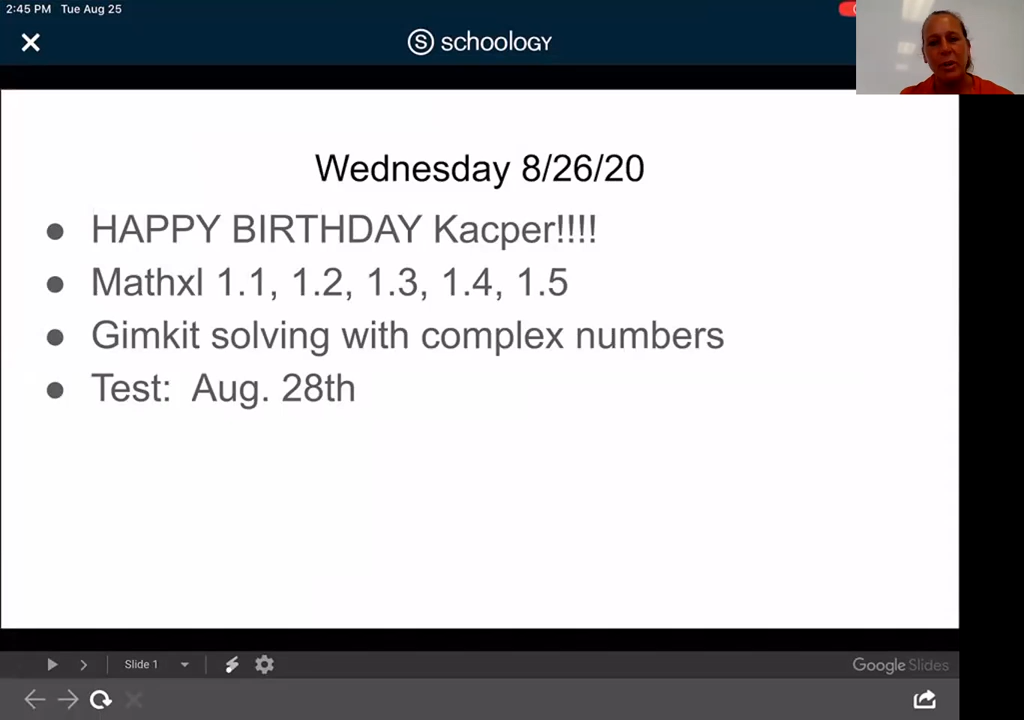 2:45 PM Tue Aug 25
schoology
Wednesday 8/26/20
● HAPPY BIRTHDAY Kacper!!!!
● Mathxl 1.1, 1.2, 1.3, 1.4, 1.5
● Gimkit solving with complex numbers
● Test: Aug. 28th
Slide 1
Google Slides